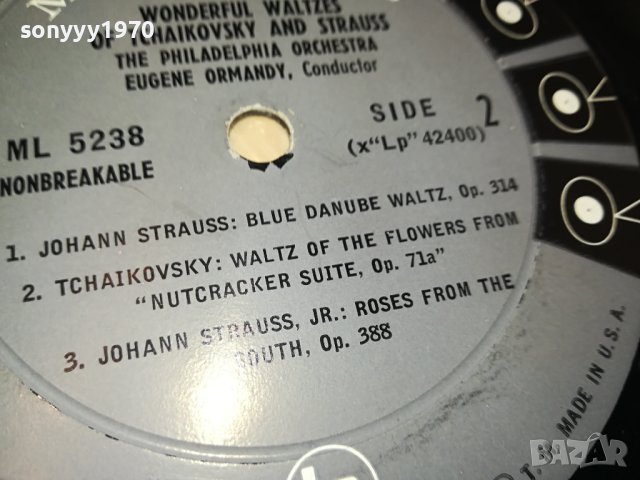 sonyyy1970
WONDERFUL WALTZES
OF TCHAIKOVSKY AND STRAUSS
THE PHILADELPHIA ORCHESTRA
EUGENE ORMANDY, Conductor
ML 5238
NONBREAKABLE
SIDE 2
(x"Lp" 42400)
1. JOHANN STRAUSS: BLUE DANUBE WALTZ, Op. 314
2. TCHAIKOVSKY: WALTZ OF THE FLOWERS FROM
"NUTCRACKER SUITE, Op. 71a"
3. JOHANN STRAUSS, JR.: ROSES FROM THE
SOUTH, Op. 388
MADE IN U.S.A.
BAZAR